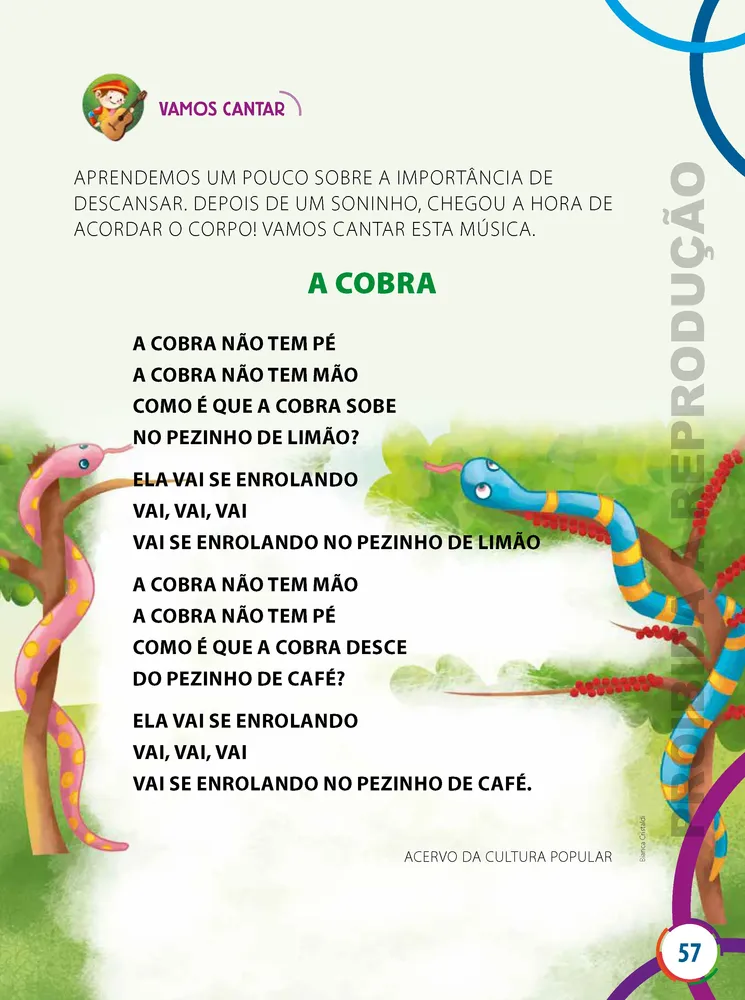 VAMOS CANTAR
APRENDEMOS UM POUCO SOBRE A IMPORTÂNCIA DE
DESCANSAR. DEPOIS DE UM SONINHO, CHEGOU A HORA DE
ACORDAR O CORPO! VAMOS CANTAR ESTA MÚSICA.
A COBRA
A COBRA NÃO TEM PÉ
A COBRA NÃO TEM MÃO
COMO É QUE A COBRA SOBE
NO PEZINHO DE LIMÃO?
ELA VAI SE ENROLANDO
VAI, VAI, VAI
VAI SE ENROLANDO NO PEZINHO DE LIMÃO
A COBRA NÃO TEM MÃO
A COBRA NÃO TEM PÉ
COMO É QUE A COBRA DESCE
DO PEZINHO DE CAFÉ?
ELA VAI SE ENROLANDO
VAI, VAI, VAI
VAI SE ENROLANDO NO PEZINHO DE CAFÉ.
ACERVO DA CULTURA POPULAR
Bianca Cristaldi
PROIBIDA A REPRODUÇÃO
57